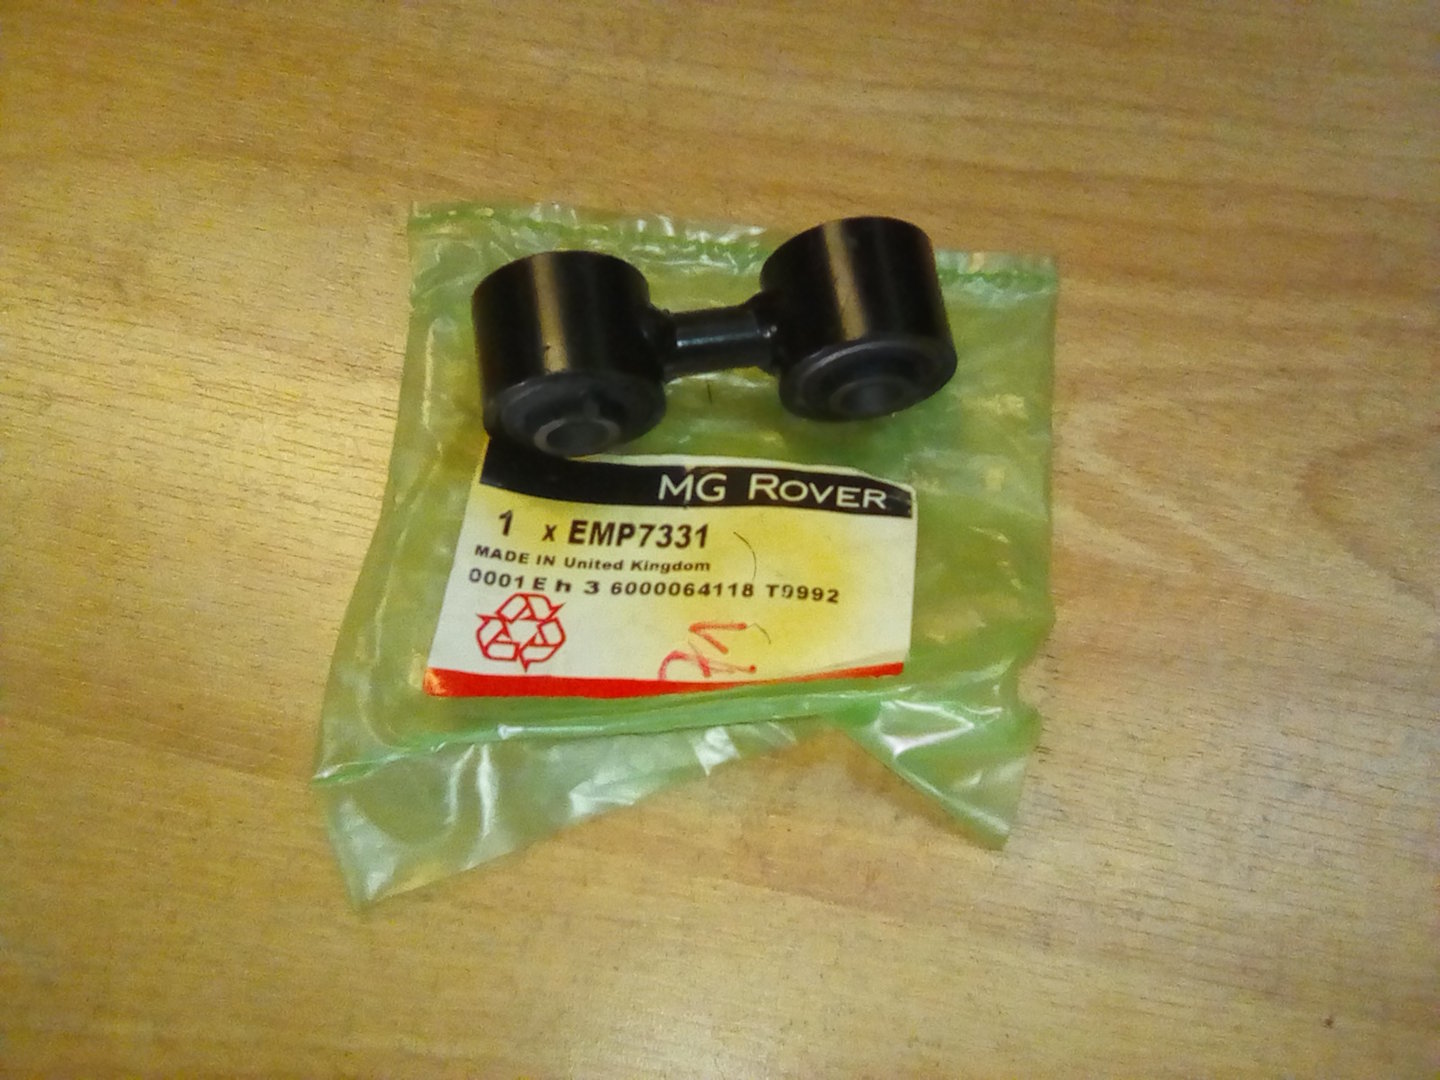 MG ROVER
1 x EMP7331
MADE IN United Kingdom
0001 E h 3 6000064118 T9992